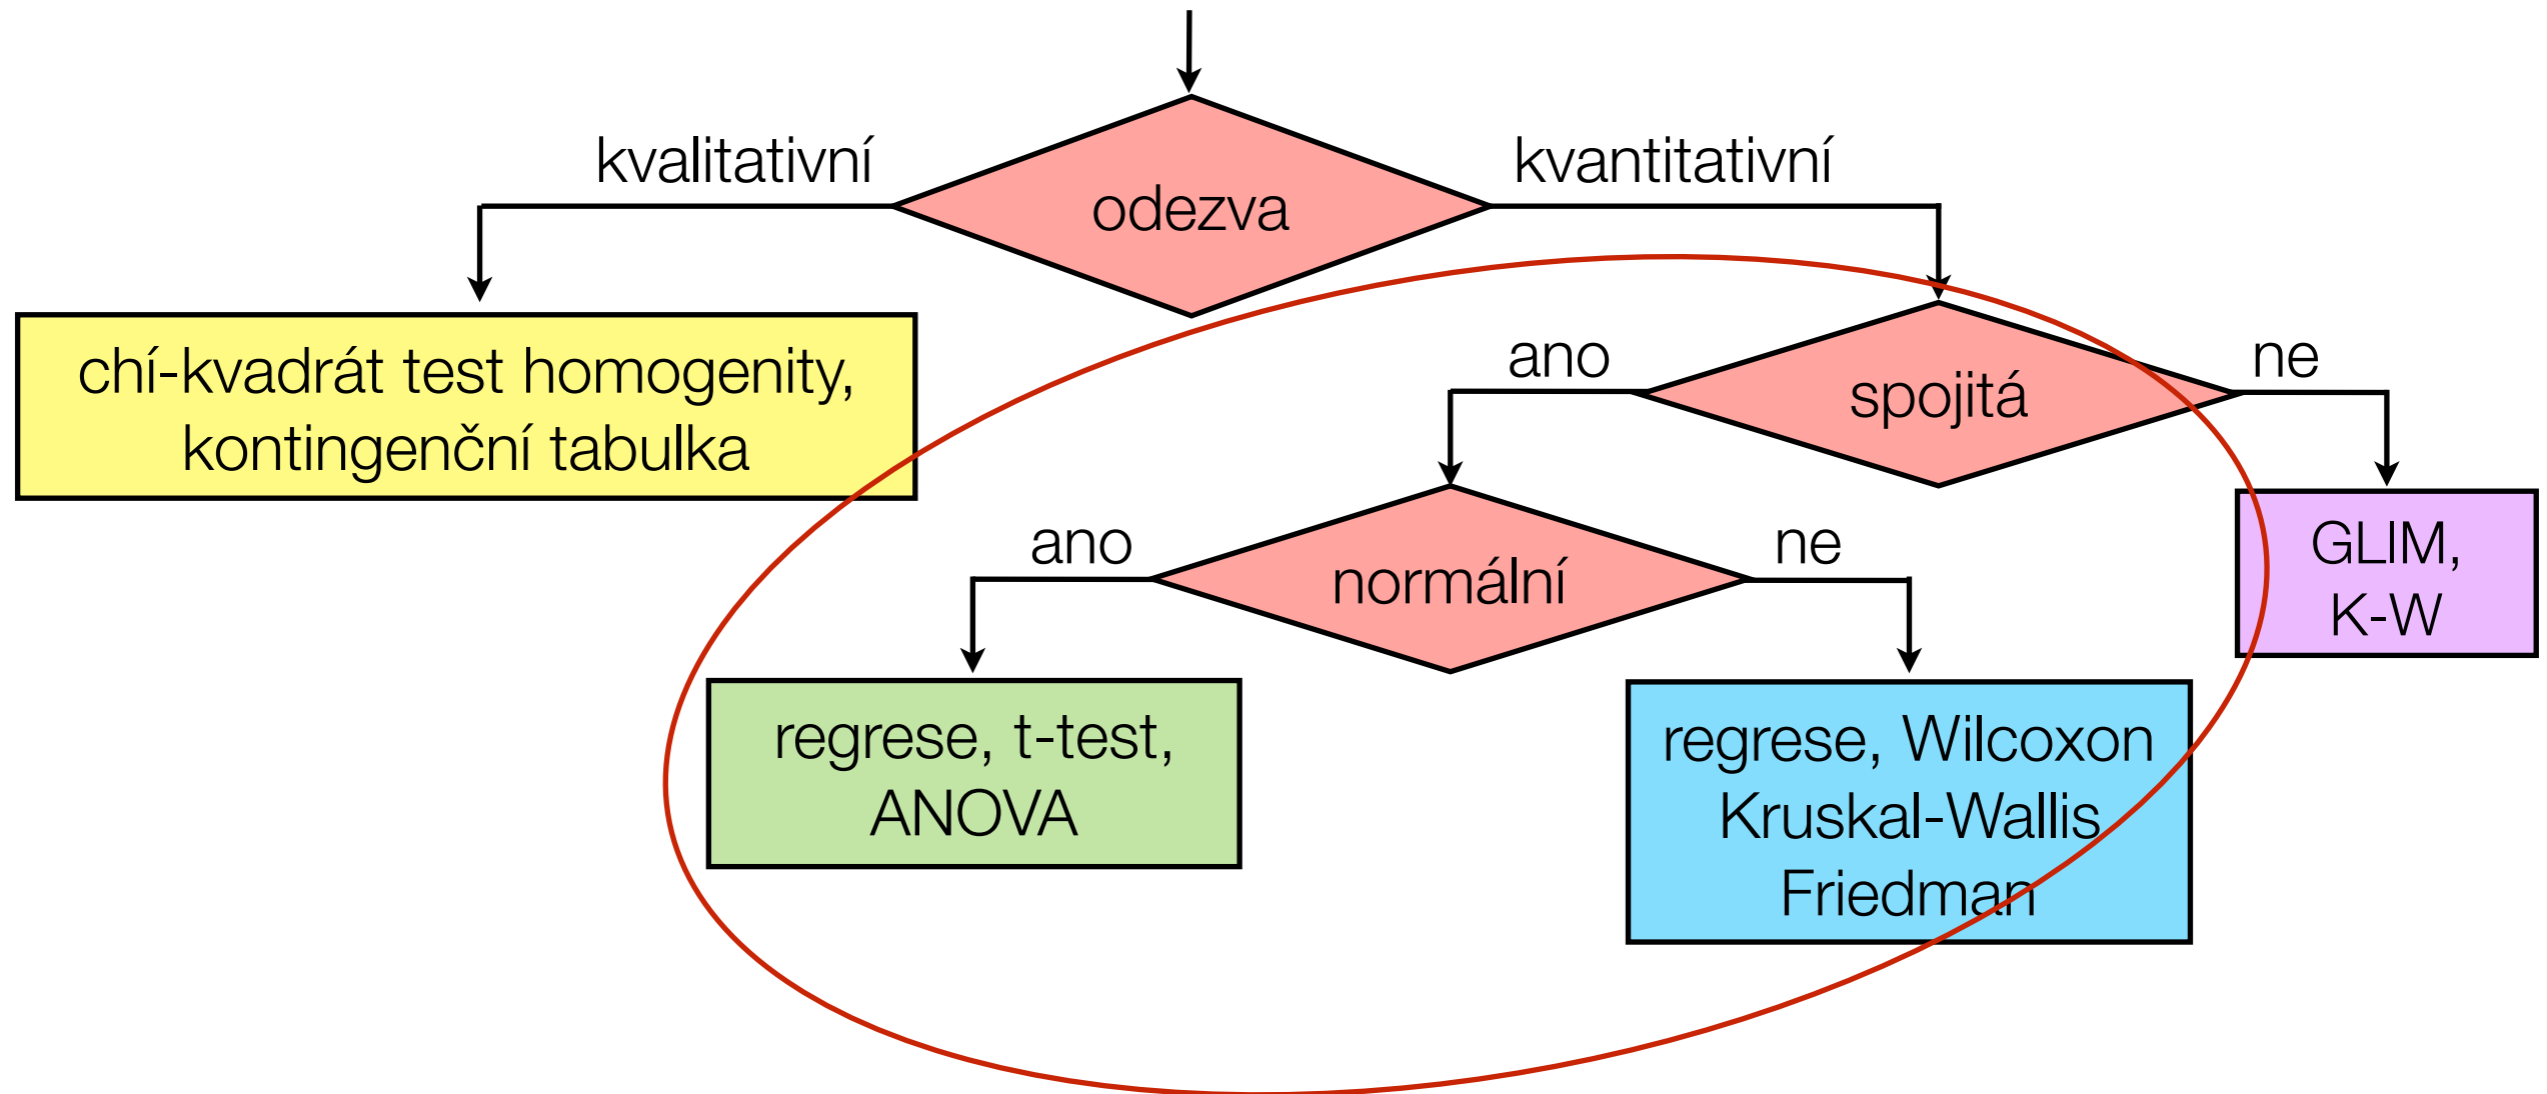 kvalitativní
kvantitativní
odezva
chí-kvadrát test homogenity,
kontingenční tabulka
ano
spojitá
ne
ano
normální
ne
GLIM,
K-W
regrese, t-test,
ANOVA
regrese, Wilcoxon
Kruskal-Wallis
Friedman